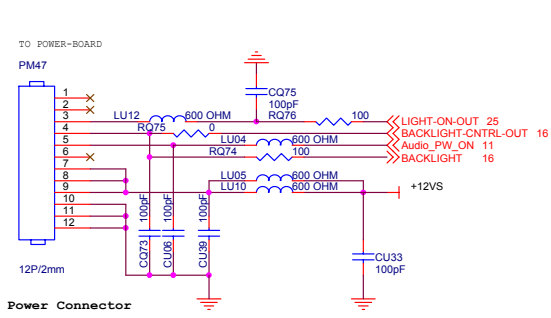 TO POWER-BOARD
PM47
1
2
3
4
5
6
7
8
9
10
11
12
12P/2mm
Power Connector
CQ75
100pF
LU12
600 OHM
RQ76
100
LIGHT-ON-OUT 25
RQ75
0
BACKLIGHT-CNTRL-OUT 16
LU04
600 OHM
Audio_PW_ON 11
RQ74
100
BACKLIGHT 16
LU05
600 OHM
LU10
600 OHM
+12VS
CQ73
100pF
CU06
100pF
CU39
100pF
CU33
100pF